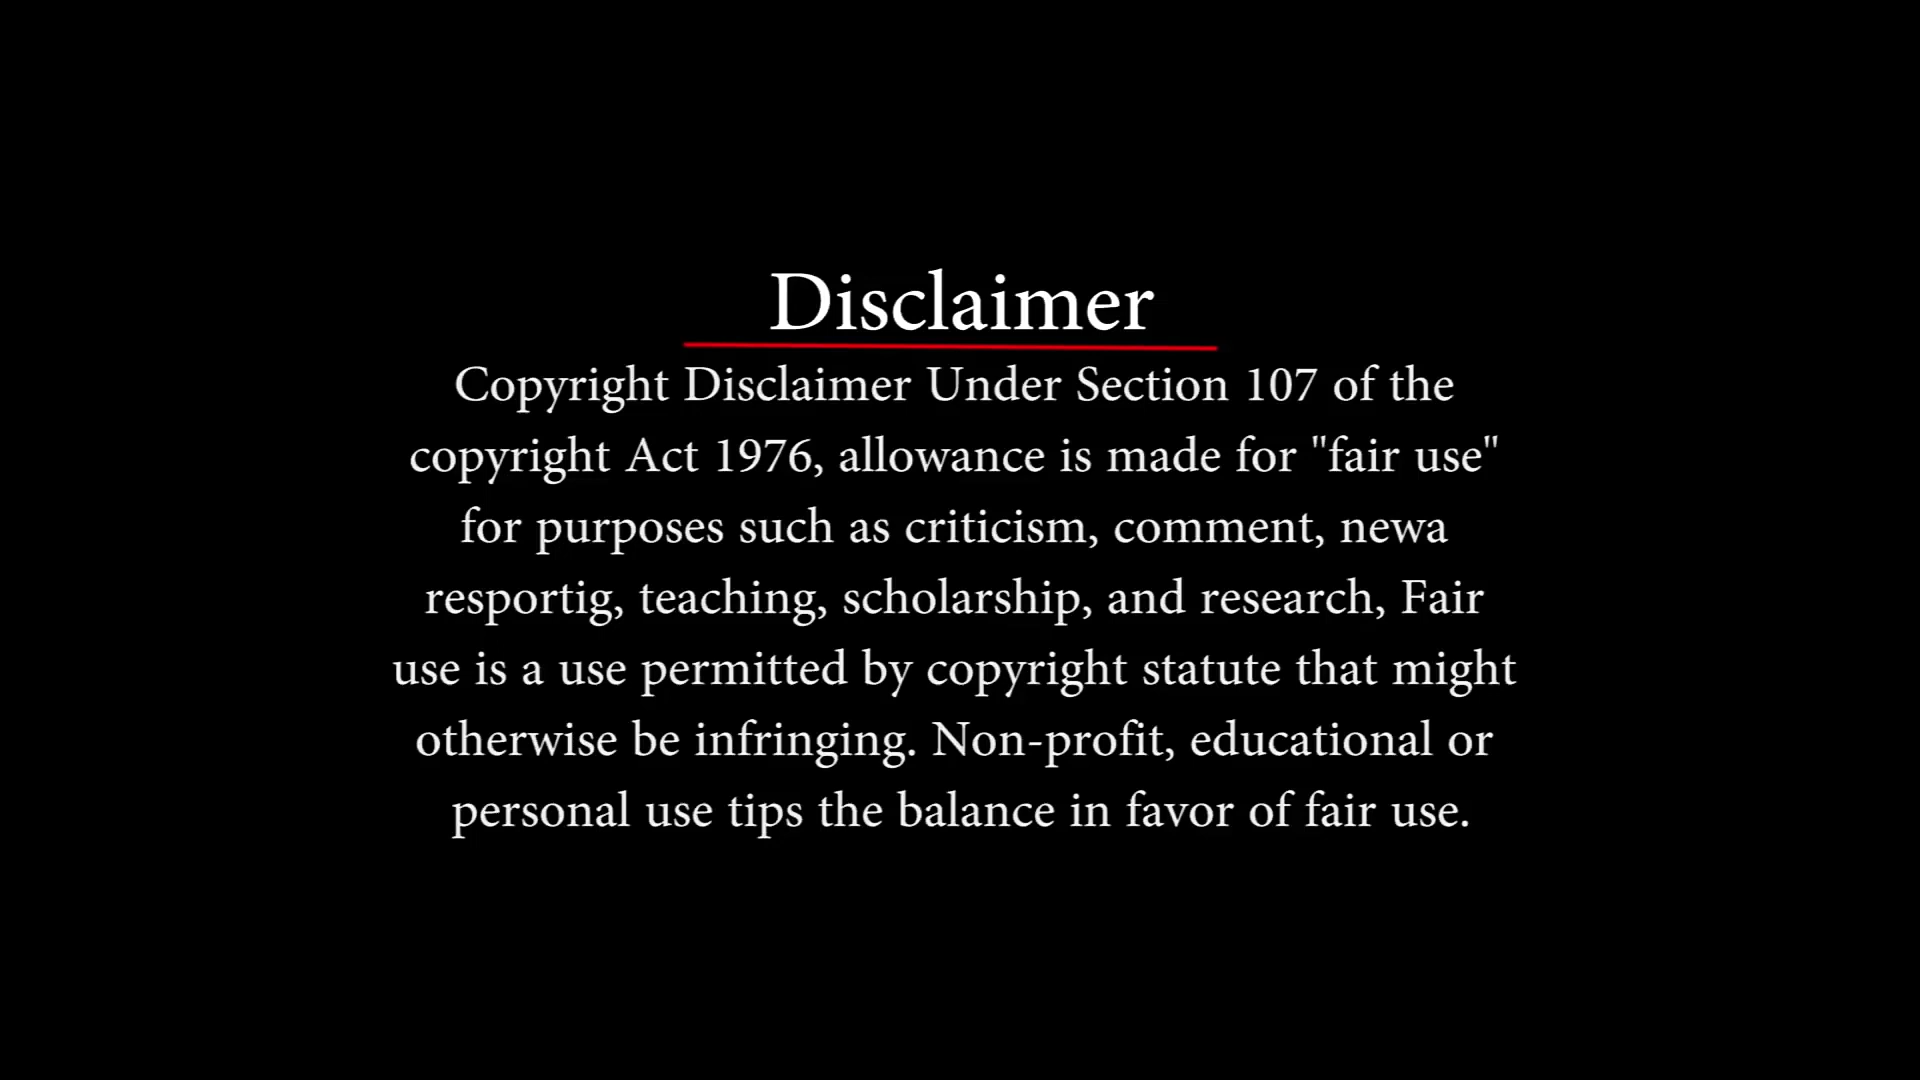 Disclaimer
Copyright Disclaimer Under Section 107 of the
copyright Act 1976, allowance is made for "fair use"
for purposes such as criticism, comment, newa
resportig, teaching, scholarship, and research, Fair
use is a use permitted by copyright statute that might
otherwise be infringing. Non-profit, educational or
personal use tips the balance in favor of fair use.